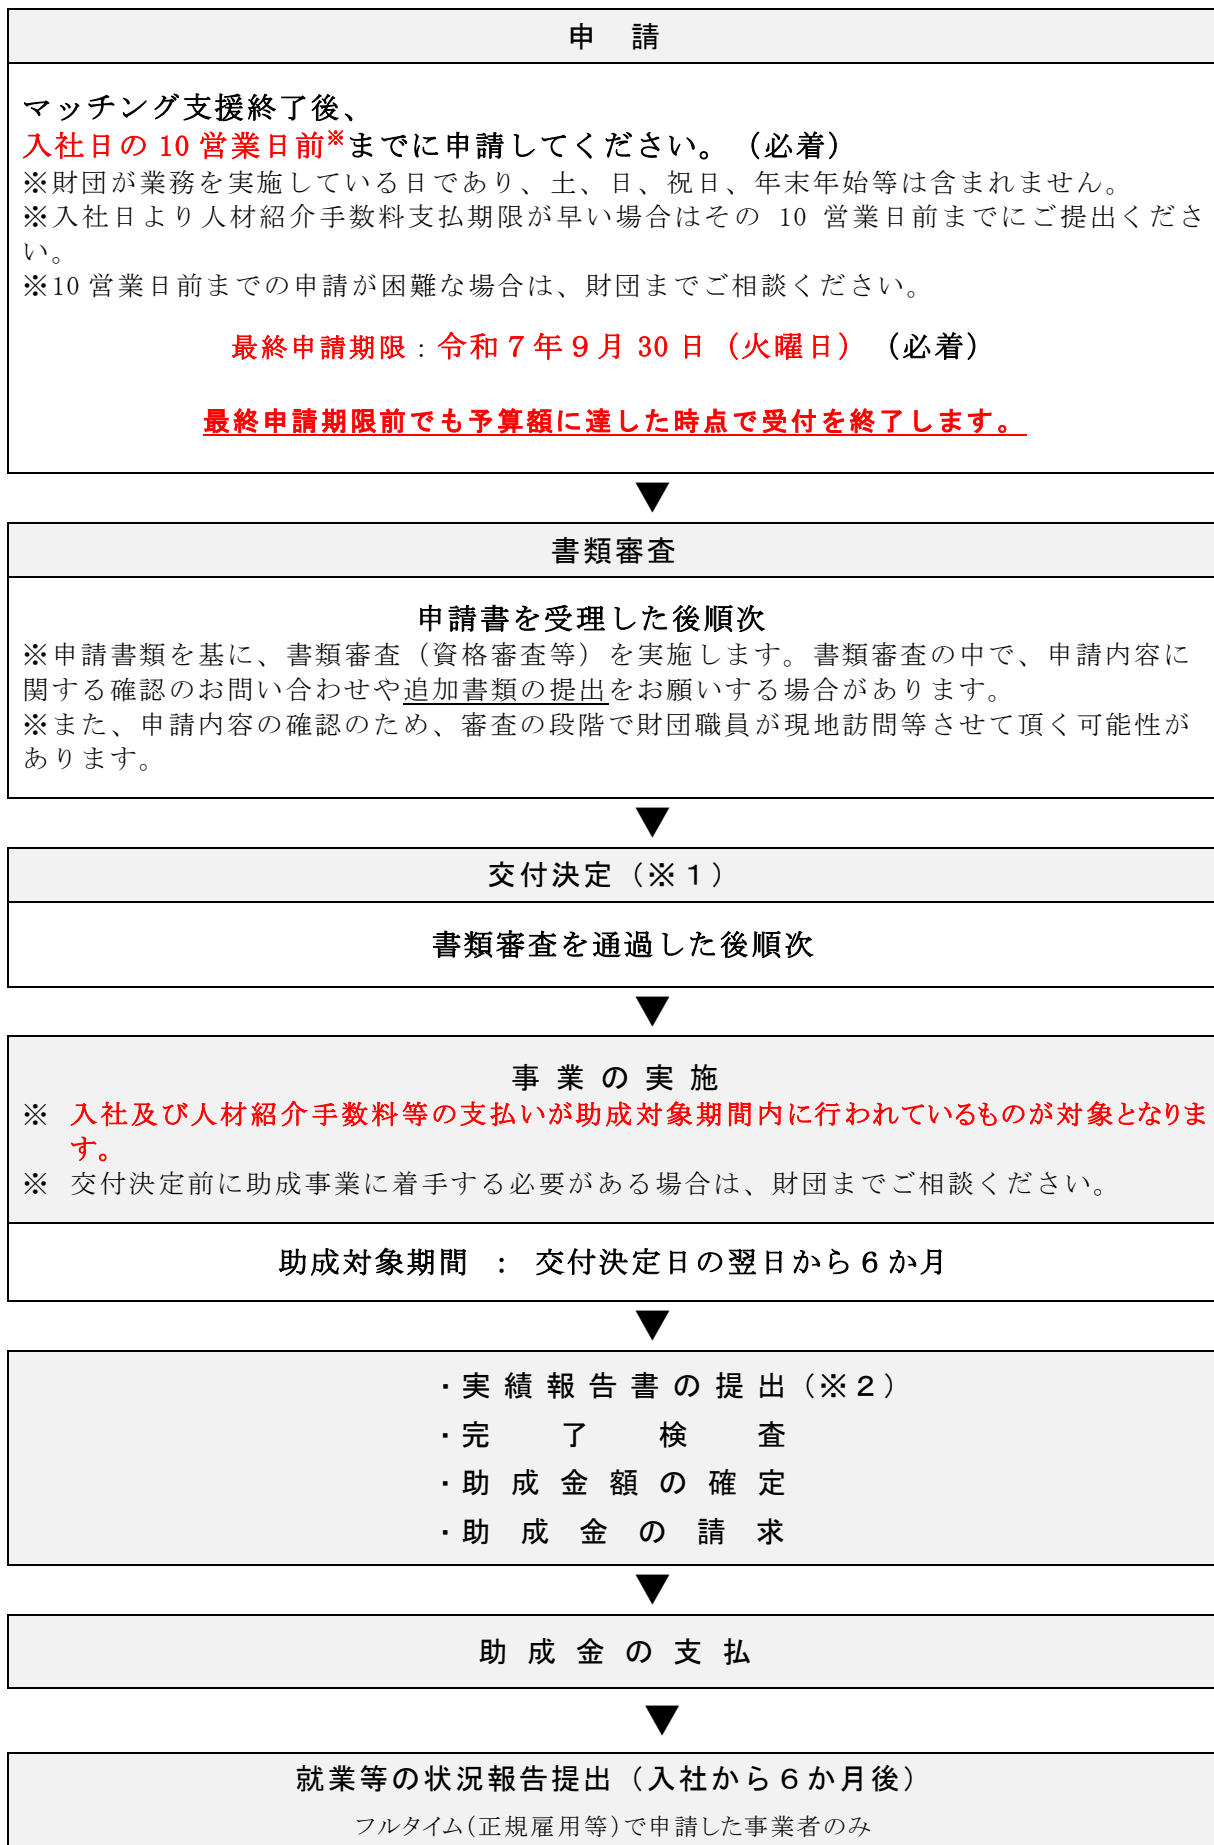 申　請
マッチング支援終了後、
入社日の 10 営業日前※までに申請してください。（必着）
※財団が業務を実施している日であり、土、日、祝日、年末年始等は含まれません。
※入社日より人材紹介手数料支払期限が早い場合はその 10 営業日前までにご提出くださ
い。
※10 営業日前までの申請が困難な場合は、財団までご相談ください。
最終申請期限：令和７年９月 30 日（火曜日）（必着）
最終申請期限前でも予算額に達した時点で受付を終了します。
▼
書類審査
申請書を受理した後順次
※申請書類を基に、書類審査（資格審査等）を実施します。書類審査の中で、申請内容に
関する確認のお問い合わせや追加書類の提出をお願いする場合があります。
※また、申請内容の確認のため、審査の段階で財団職員が現地訪問等させて頂く可能性が
あります。
▼
交付決定（※１）
書類審査を通過した後順次
▼
事業の実施
※ 入社及び人材紹介手数料等の支払いが助成対象期間内に行われているものが対象となりま
す。
※ 交付決定前に助成事業に着手する必要がある場合は、財団までご相談ください。
助成対象期間 ： 交付決定日の翌日から６か月
▼
・実績報告書の提出（※２）
・完了検査
・助成金額の確定
・助成金の請求
▼
助成金の支払
▼
就業等の状況報告提出（入社から６か月後）
フルタイム（正規雇用等）で申請した事業者のみ